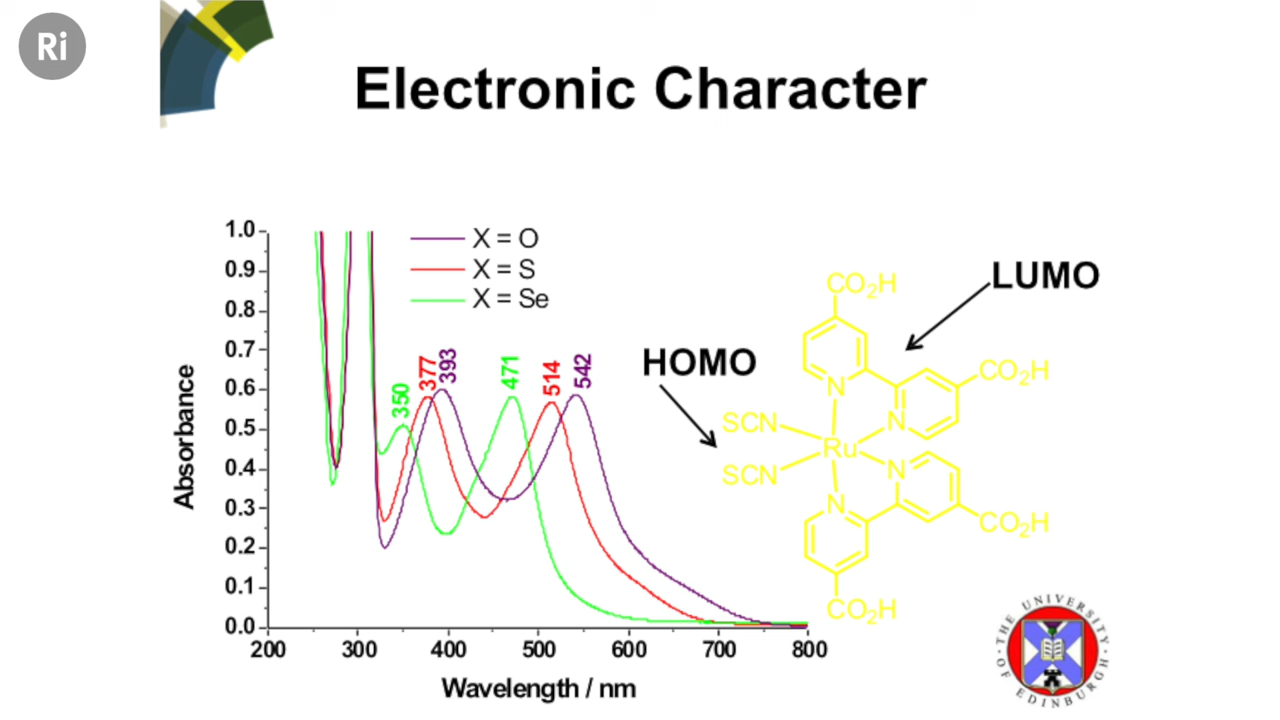 Ri
Electronic Character
1.0
0.9
0.8
0.7
0.6
0.5
0.4
0.3
0.2
0.1
0.0
200
300
400
500
600
700
800
Absorbance
Wavelength / nm
X = O
X = S
X = Se
350
377
393
471
514
542
HOMO
LUMO
CO₂H
CO₂H
N
N
SCN
Ru
SCN
N
N
CO₂H
CO₂H
THE UNIVERSITY OF EDINBURGH